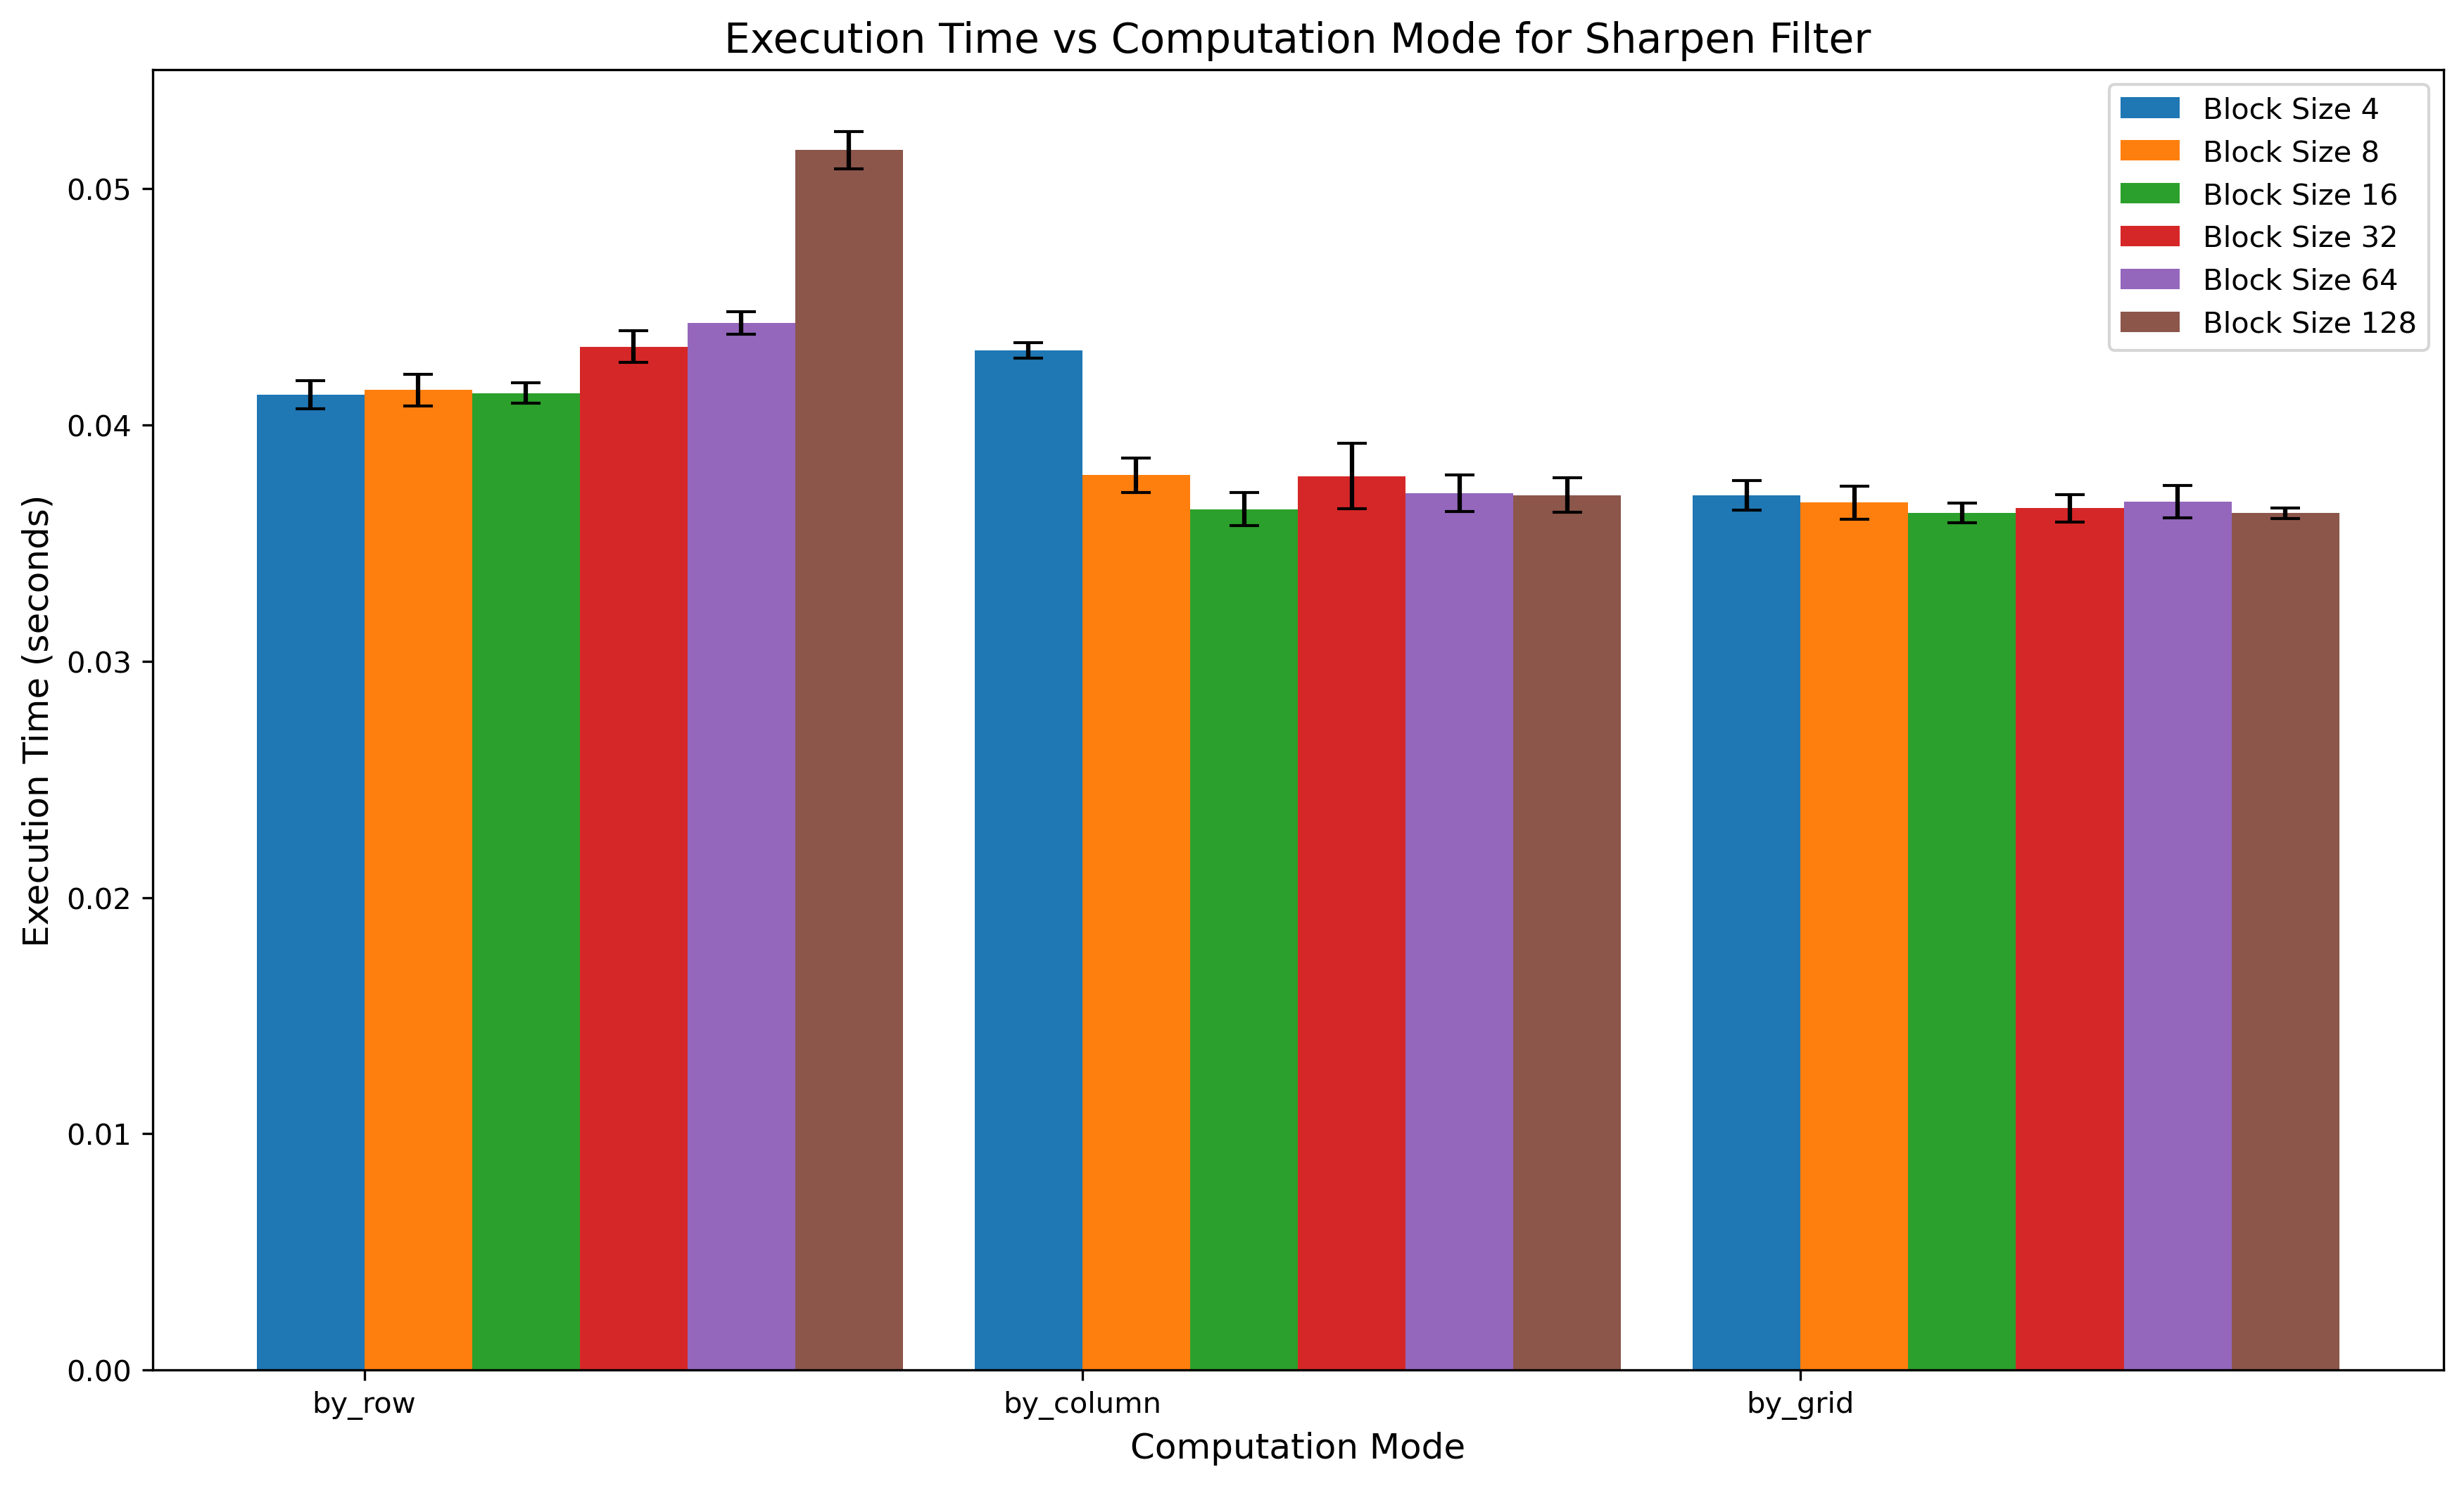 Execution Time vs Computation Mode for Sharpen Filter
Block Size 4
Block Size 8
Block Size 16
Block Size 32
Block Size 64
Block Size 128
Execution Time (seconds)
0.05
0.04
0.03
0.02
0.01
0.00
by_row
by_column
by_grid
Computation Mode